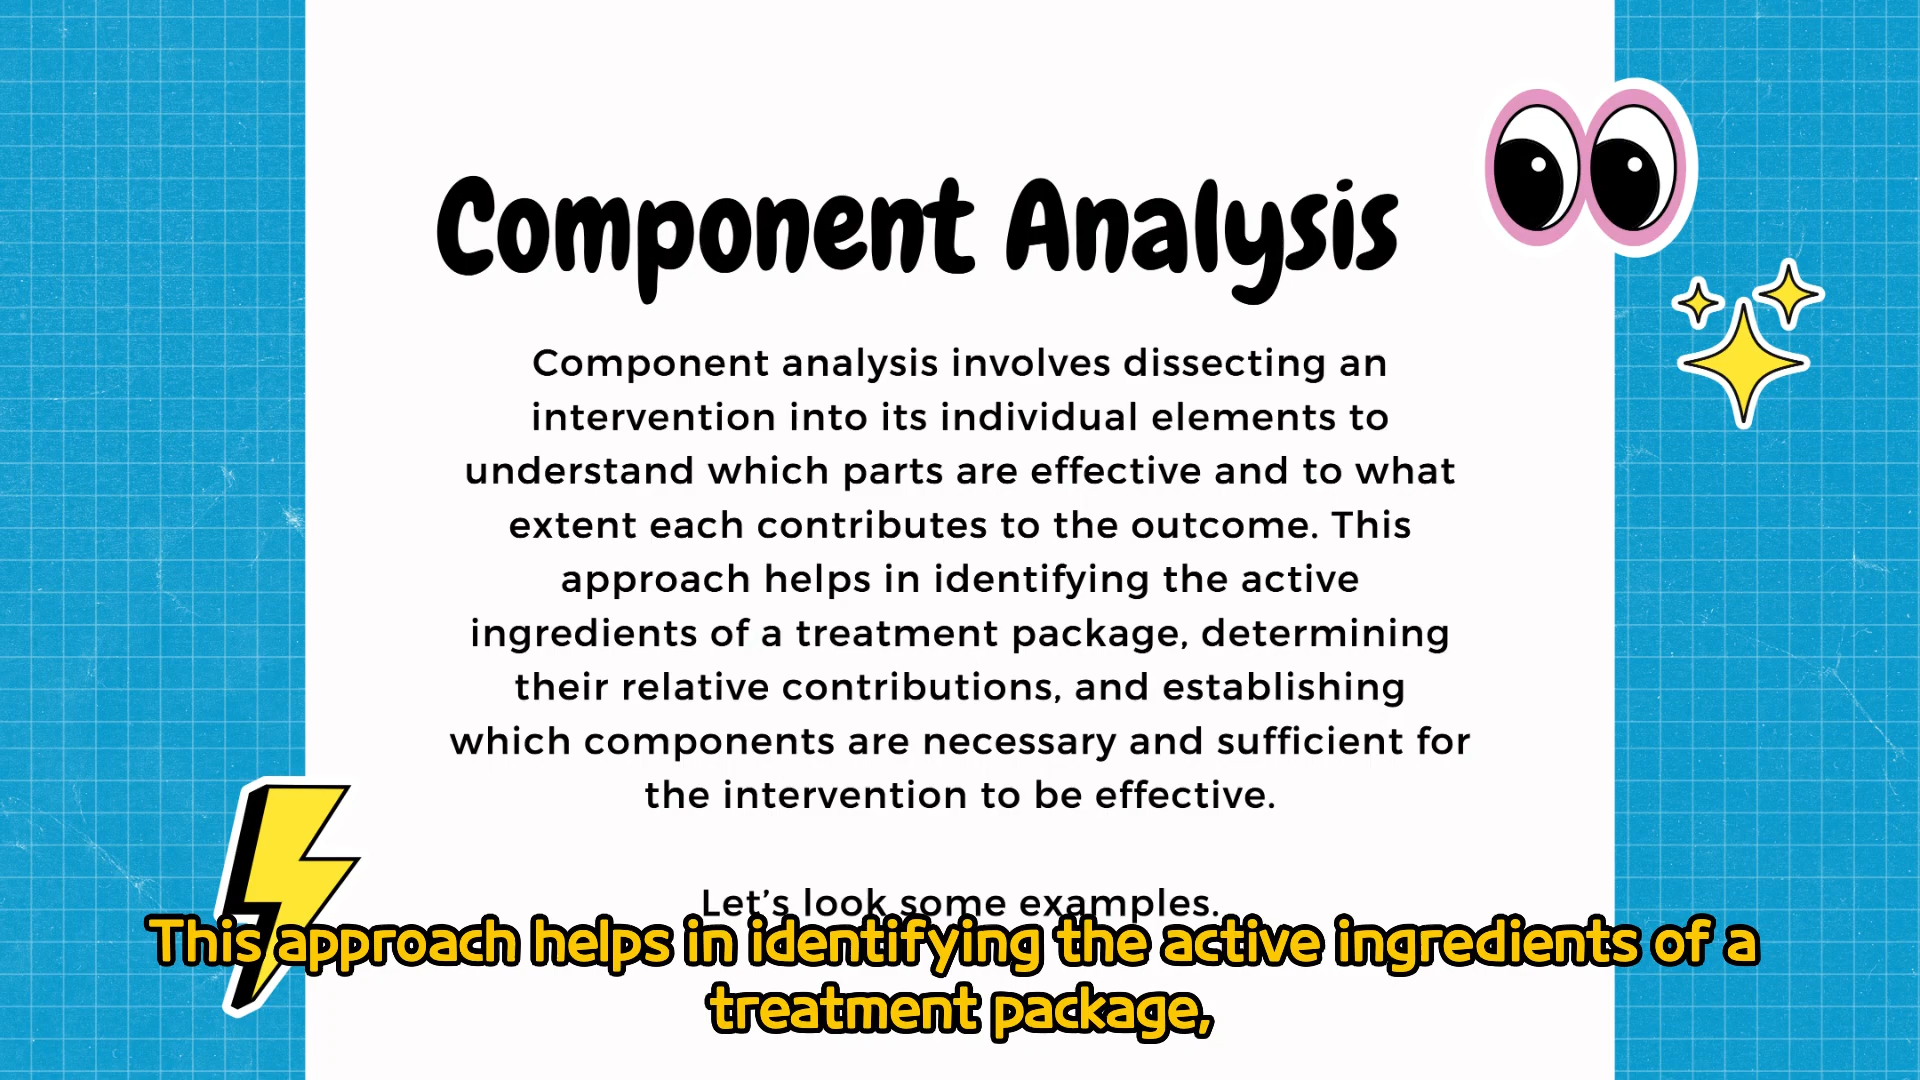 Component Analysis
Component analysis involves dissecting an
intervention into its individual elements to
understand which parts are effective and to what
extent each contributes to the outcome. This
approach helps in identifying the active
ingredients of a treatment package, determining
their relative contributions, and establishing
which components are necessary and sufficient for
the intervention to be effective.
Let's look some examples.
This approach helps in identifying the active ingredients of a
treatment package,